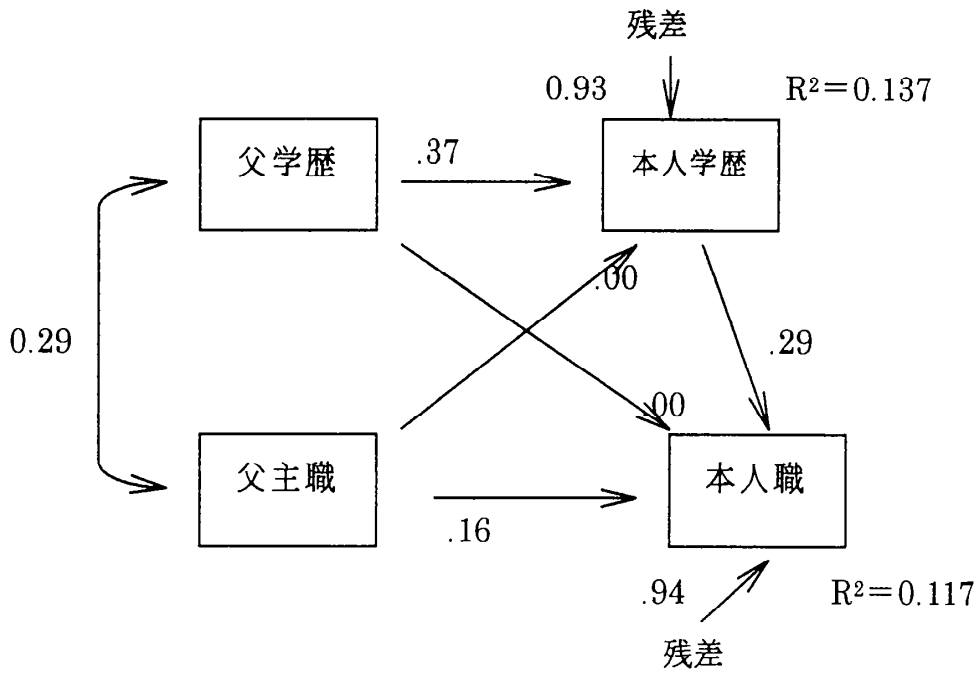 残差
0.93
R²=0.137
父学歴
.37
本人学歴
.00
0.29
.29
.00
父主職
本人職
.16
.94
R²=0.117
残差